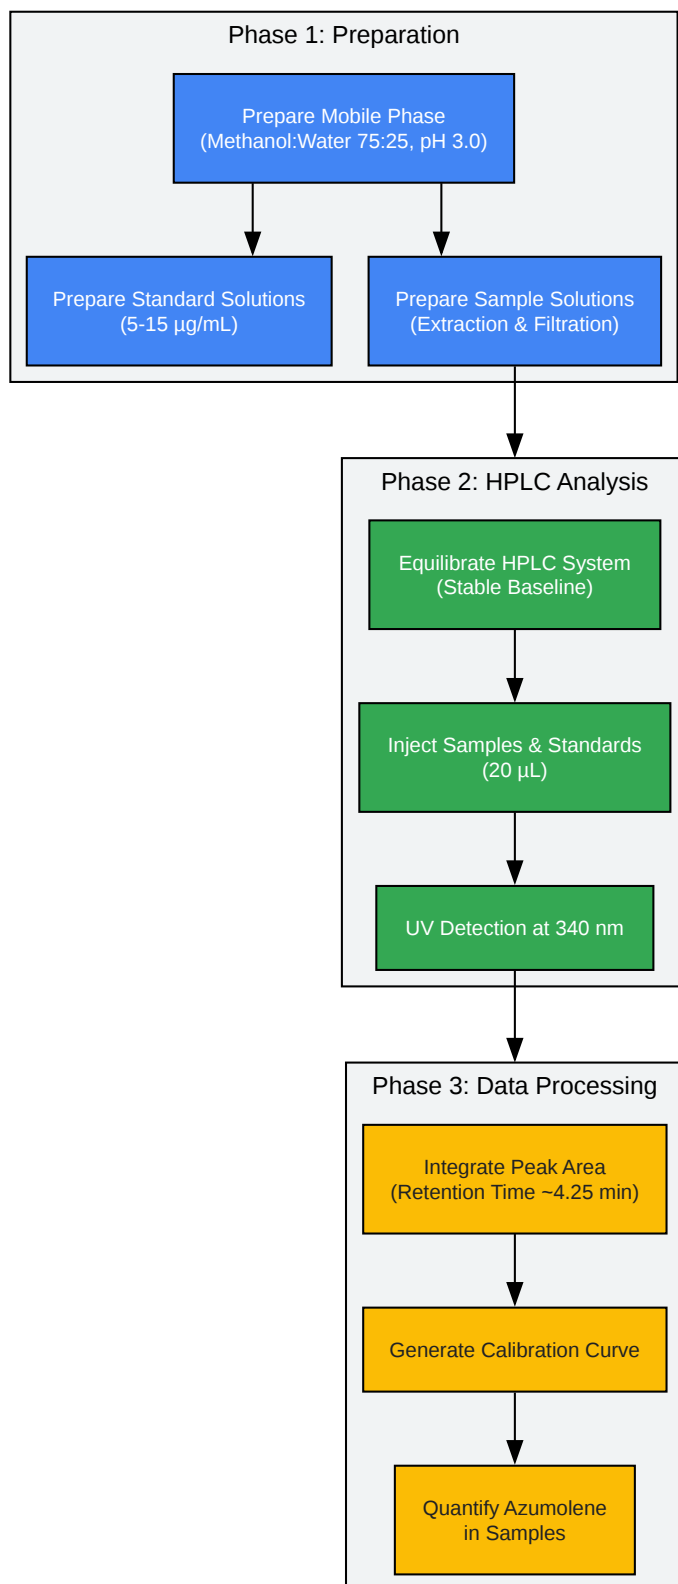 Phase 1: Preparation
Prepare Mobile Phase
(Methanol:Water 75:25, pH 3.0)
Prepare Standard Solutions
(5-15 µg/mL)
Prepare Sample Solutions
(Extraction & Filtration)
Phase 2: HPLC Analysis
Equilibrate HPLC System
(Stable Baseline)
Inject Samples & Standards
(20 µL)
UV Detection at 340 nm
Phase 3: Data Processing
Integrate Peak Area
(Retention Time ~4.25 min)
Generate Calibration Curve
Quantify Azumolene
in Samples